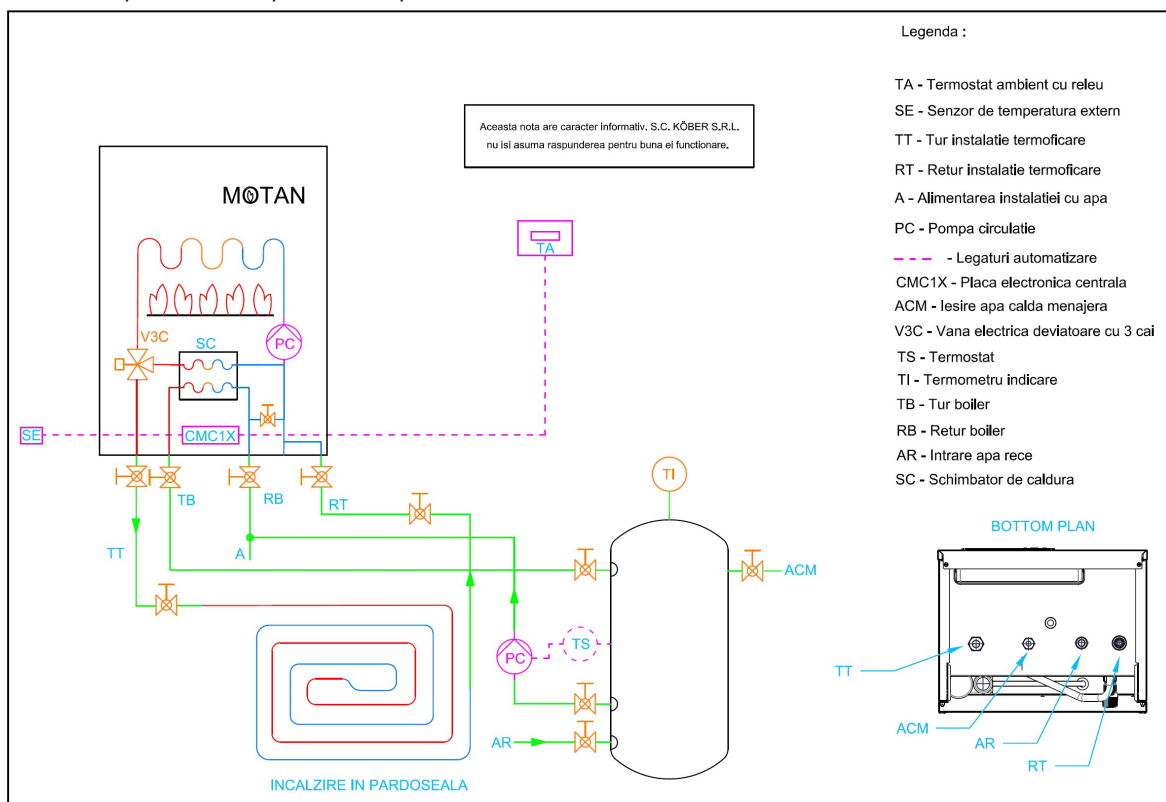 Legenda :
TA - Termostat ambient cu releu
SE - Senzor de temperatura extern
TT - Tur instalatie termoficare
RT - Retur instalatie termoficare
A - Alimentarea instalatiei cu apa
PC - Pompa circulatie
- Legaturi automatizare
CMC1X - Placa electronica centrala
ACM - Iesire apa calda menajera
V3C - Vana electrica deviatoare cu 3 cai
TS - Termostat
TI - Termometru indicare
TB - Tur boiler
RB - Retur boiler
AR - Intrare apa rece
SC - Schimbator de caldura
Aceasta nota are caracter informativ. S.C. KÖBER S.R.L.
nu isi asuma raspunderea pentru buna ei functionare.
MOTAN
TA
V3C
SC
PC
SE
CMC1X
TB
RB
RT
TI
TT
A
ACM
PC
TS
AR
INCALZIRE IN PARDOSEALA
BOTTOM PLAN
TT
ACM
AR
RT